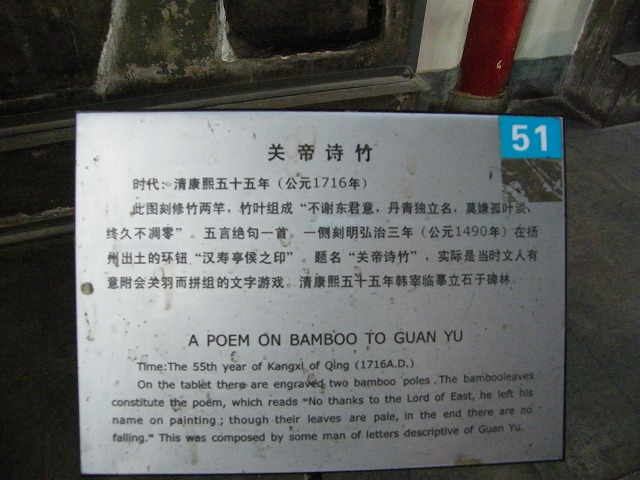 51
关帝诗竹
时代：清康熙五十五年（公元1716年）
此图刻修竹两竿，竹叶组成“不谢东君意，丹青独立名，莫嫌孤叶淡，
终久不凋零”。五言绝句一首。一侧刻明弘治三年（公元1490年）在扬
州出土的环钮“汉寿亭侯之印”。题名“关帝诗竹”，实际是当时文人有
意附会关羽而拼组的文字游戏。清康熙五十五年韩宰临摹立石于碑林
A POEM ON BAMBOO TO GUAN YU
Time:The 55th year of Kangxi of Qing (1716A.D.)
On the tablet there are engraved two bamboo poles .The bambooleaves
constitute the poem, which reads “No thanks to the Lord of East, he left his
name on painting ; though their leaves are pale, in the end there are no
falling.” This was composed by some man of letters descriptive of Guan Yu.